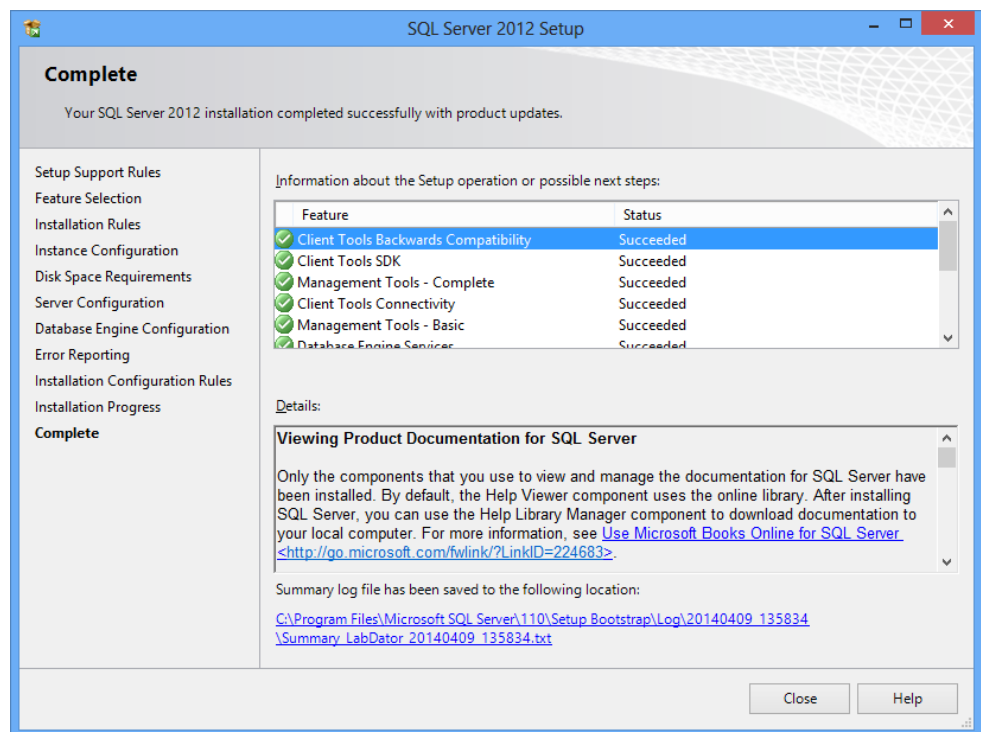 SQL Server 2012 Setup
Complete
Your SQL Server 2012 installation completed successfully with product updates.
Setup Support Rules
Feature Selection
Installation Rules
Instance Configuration
Disk Space Requirements
Server Configuration
Database Engine Configuration
Error Reporting
Installation Configuration Rules
Installation Progress
Complete
Information about the Setup operation or possible next steps:
Feature Status
Client Tools Backwards Compatibility Succeeded
Client Tools SDK Succeeded
Management Tools - Complete Succeeded
Client Tools Connectivity Succeeded
Management Tools - Basic Succeeded
Database Engine Services Succeeded
Details:
Viewing Product Documentation for SQL Server
Only the components that you use to view and manage the documentation for SQL Server have
been installed. By default, the Help Viewer component uses the online library. After installing
SQL Server, you can use the Help Library Manager component to download documentation to
your local computer. For more information, see Use Microsoft Books Online for SQL Server
<http://go.microsoft.com/fwlink/?LinkID=224683>.
Summary log file has been saved to the following location:
C:\Program Files\Microsoft SQL Server\110\Setup Bootstrap\Log\20140409_135834
\Summary_LabDator_20140409_135834.txt
Close Help